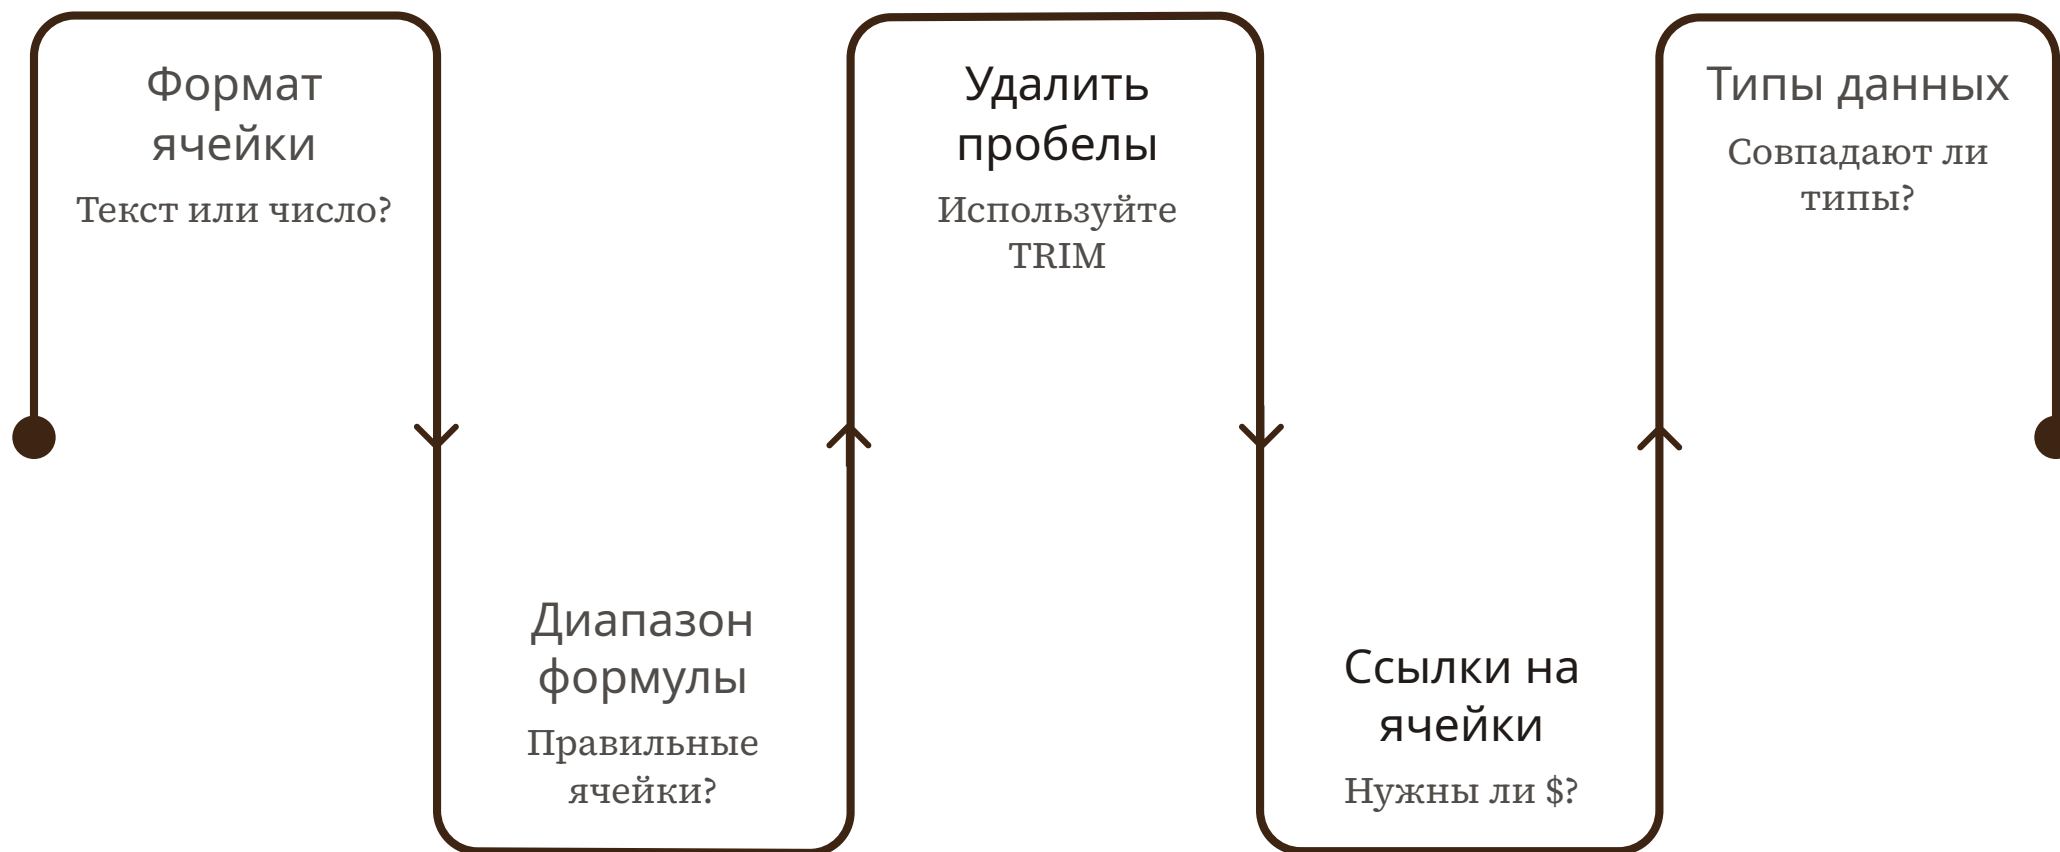 Формат
ячейки
Текст или число?
Диапазон
формулы
Правильные
ячейки?
Удалить
пробелы
Используйте
TRIM
Ссылки на
ячейки
Нужны ли $?
Типы данных
Совпадают ли
типы?